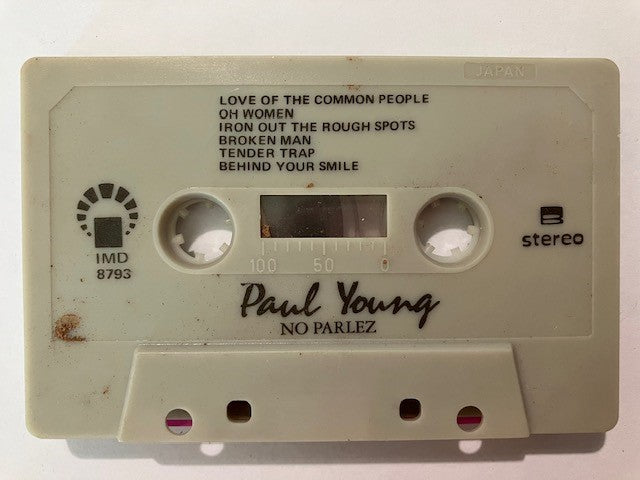 JAPAN
LOVE OF THE COMMON PEOPLE
OH WOMEN
IRON OUT THE ROUGH SPOTS
BROKEN MAN
TENDER TRAP
BEHIND YOUR SMILE
IMD
8793
B
stereo
100 50 0
Paul Young
NO PARLEZ